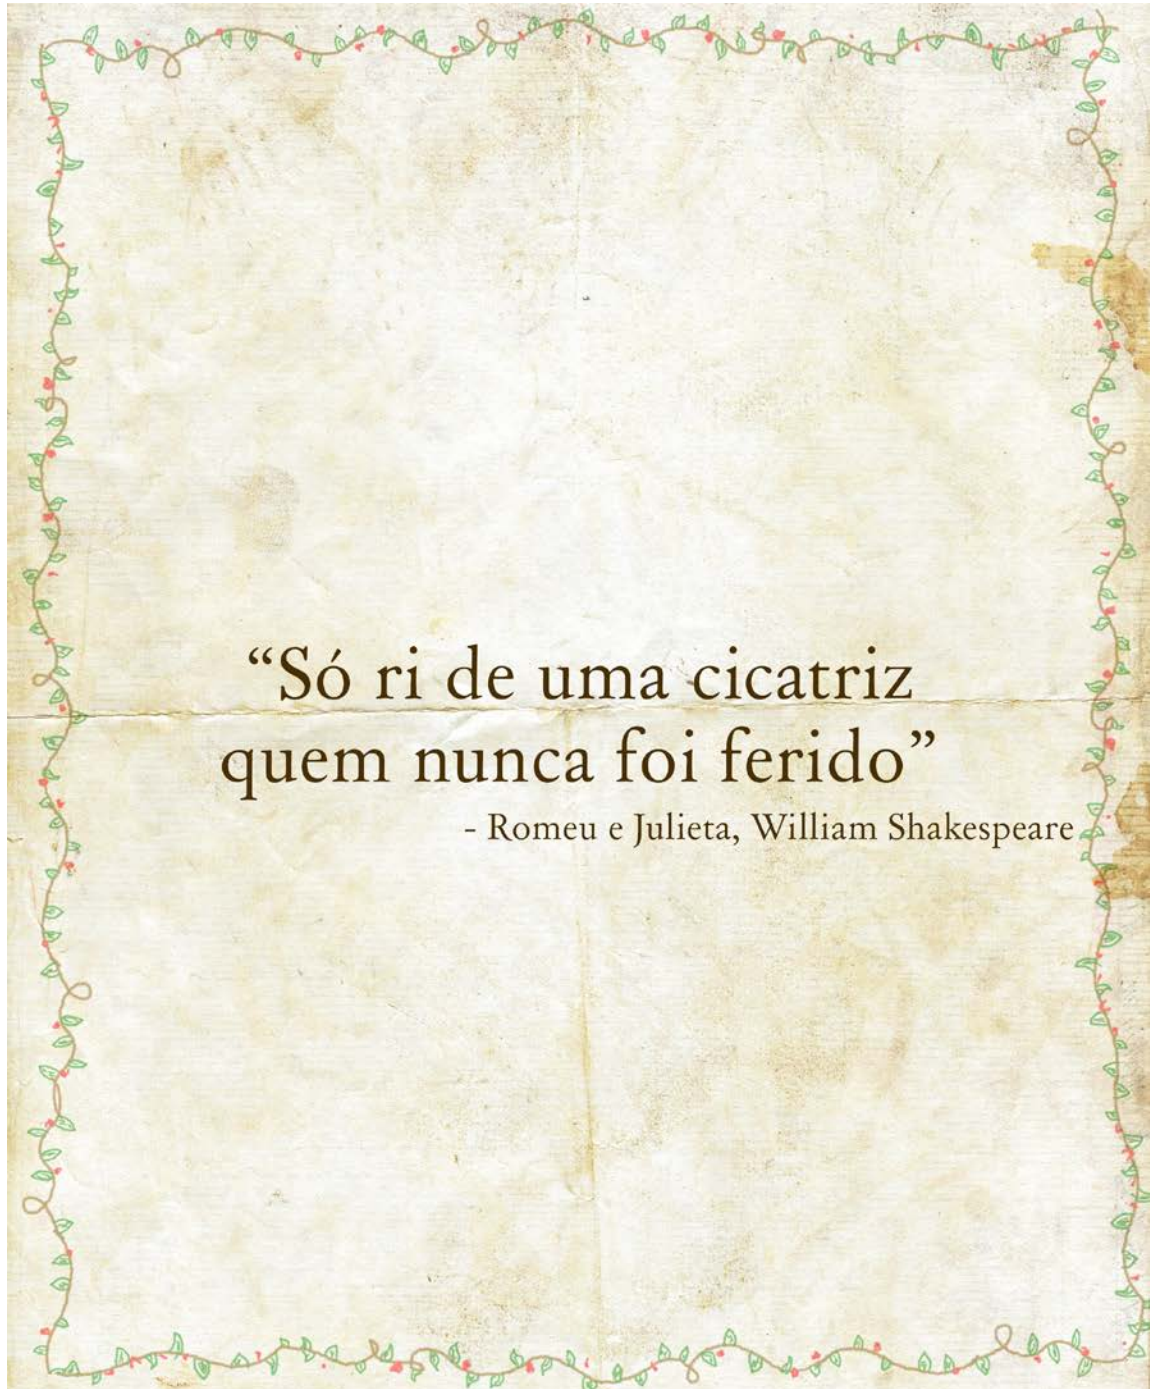 “Só ri de uma cicatriz
quem nunca foi ferido”
- Romeu e Julieta, William Shakespeare